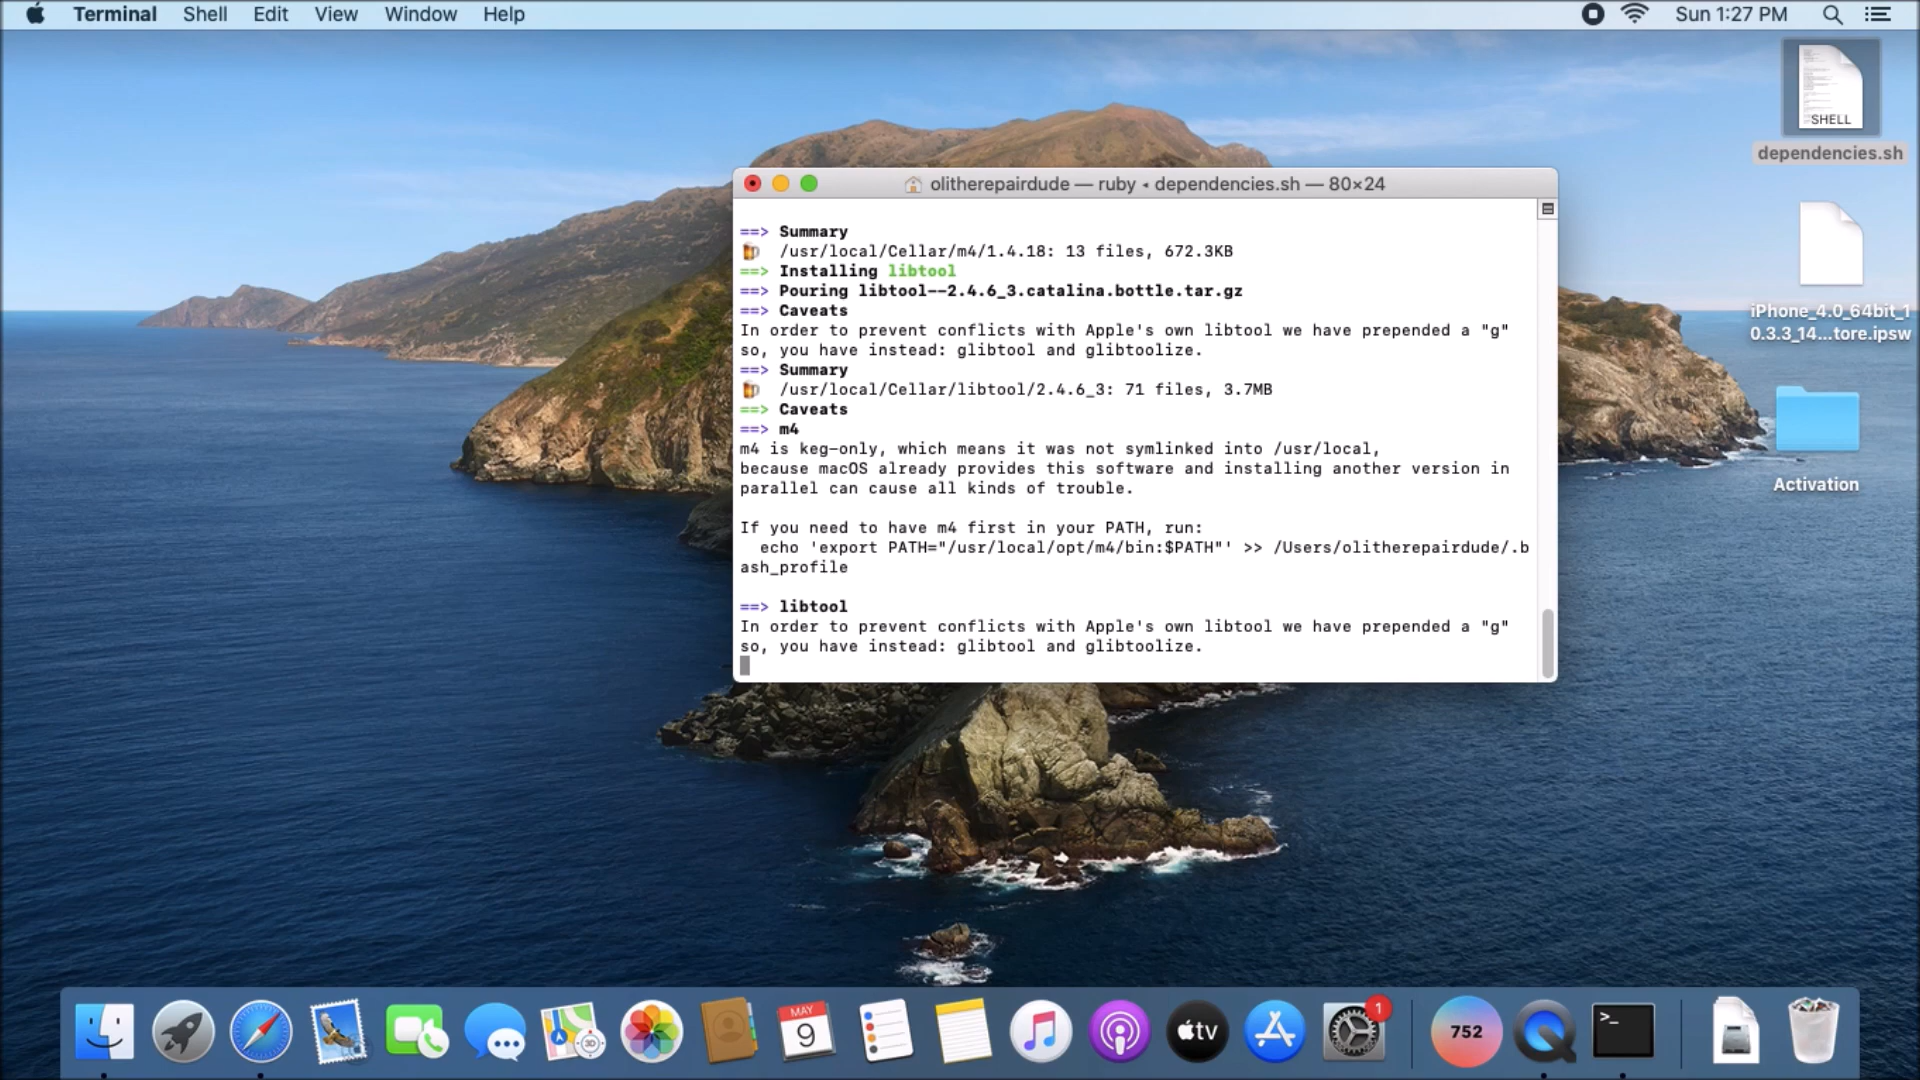 Terminal Shell Edit View Window Help
Sun 1:27 PM
SHELL
dependencies.sh
iPhone_4.0_64bit_1
0.3.3_14...tore.ipsw
Activation
olitherepairdude — ruby ◂ dependencies.sh — 80×24
==> Summary
🍺  /usr/local/Cellar/m4/1.4.18: 13 files, 672.3KB
==> Installing libtool
==> Pouring libtool--2.4.6_3.catalina.bottle.tar.gz
==> Caveats
In order to prevent conflicts with Apple's own libtool we have prepended a "g"
so, you have instead: glibtool and glibtoolize.
==> Summary
🍺  /usr/local/Cellar/libtool/2.4.6_3: 71 files, 3.7MB
==> Caveats
==> m4
m4 is keg-only, which means it was not symlinked into /usr/local,
because macOS already provides this software and installing another version in
parallel can cause all kinds of trouble.
If you need to have m4 first in your PATH, run:
  echo 'export PATH="/usr/local/opt/m4/bin:$PATH"' >> /Users/olitherepairdude/.b
ash_profile
==> libtool
In order to prevent conflicts with Apple's own libtool we have prepended a "g"
so, you have instead: glibtool and glibtoolize.
MAY
9
3D
tv
1
752
>_